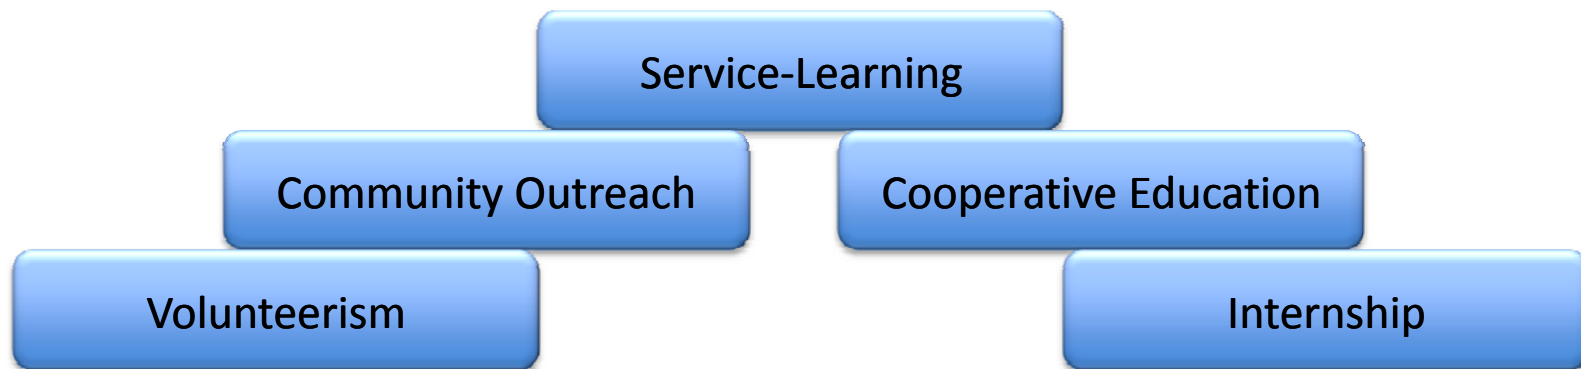 Service-Learning
Community Outreach
Cooperative Education
Volunteerism
Internship